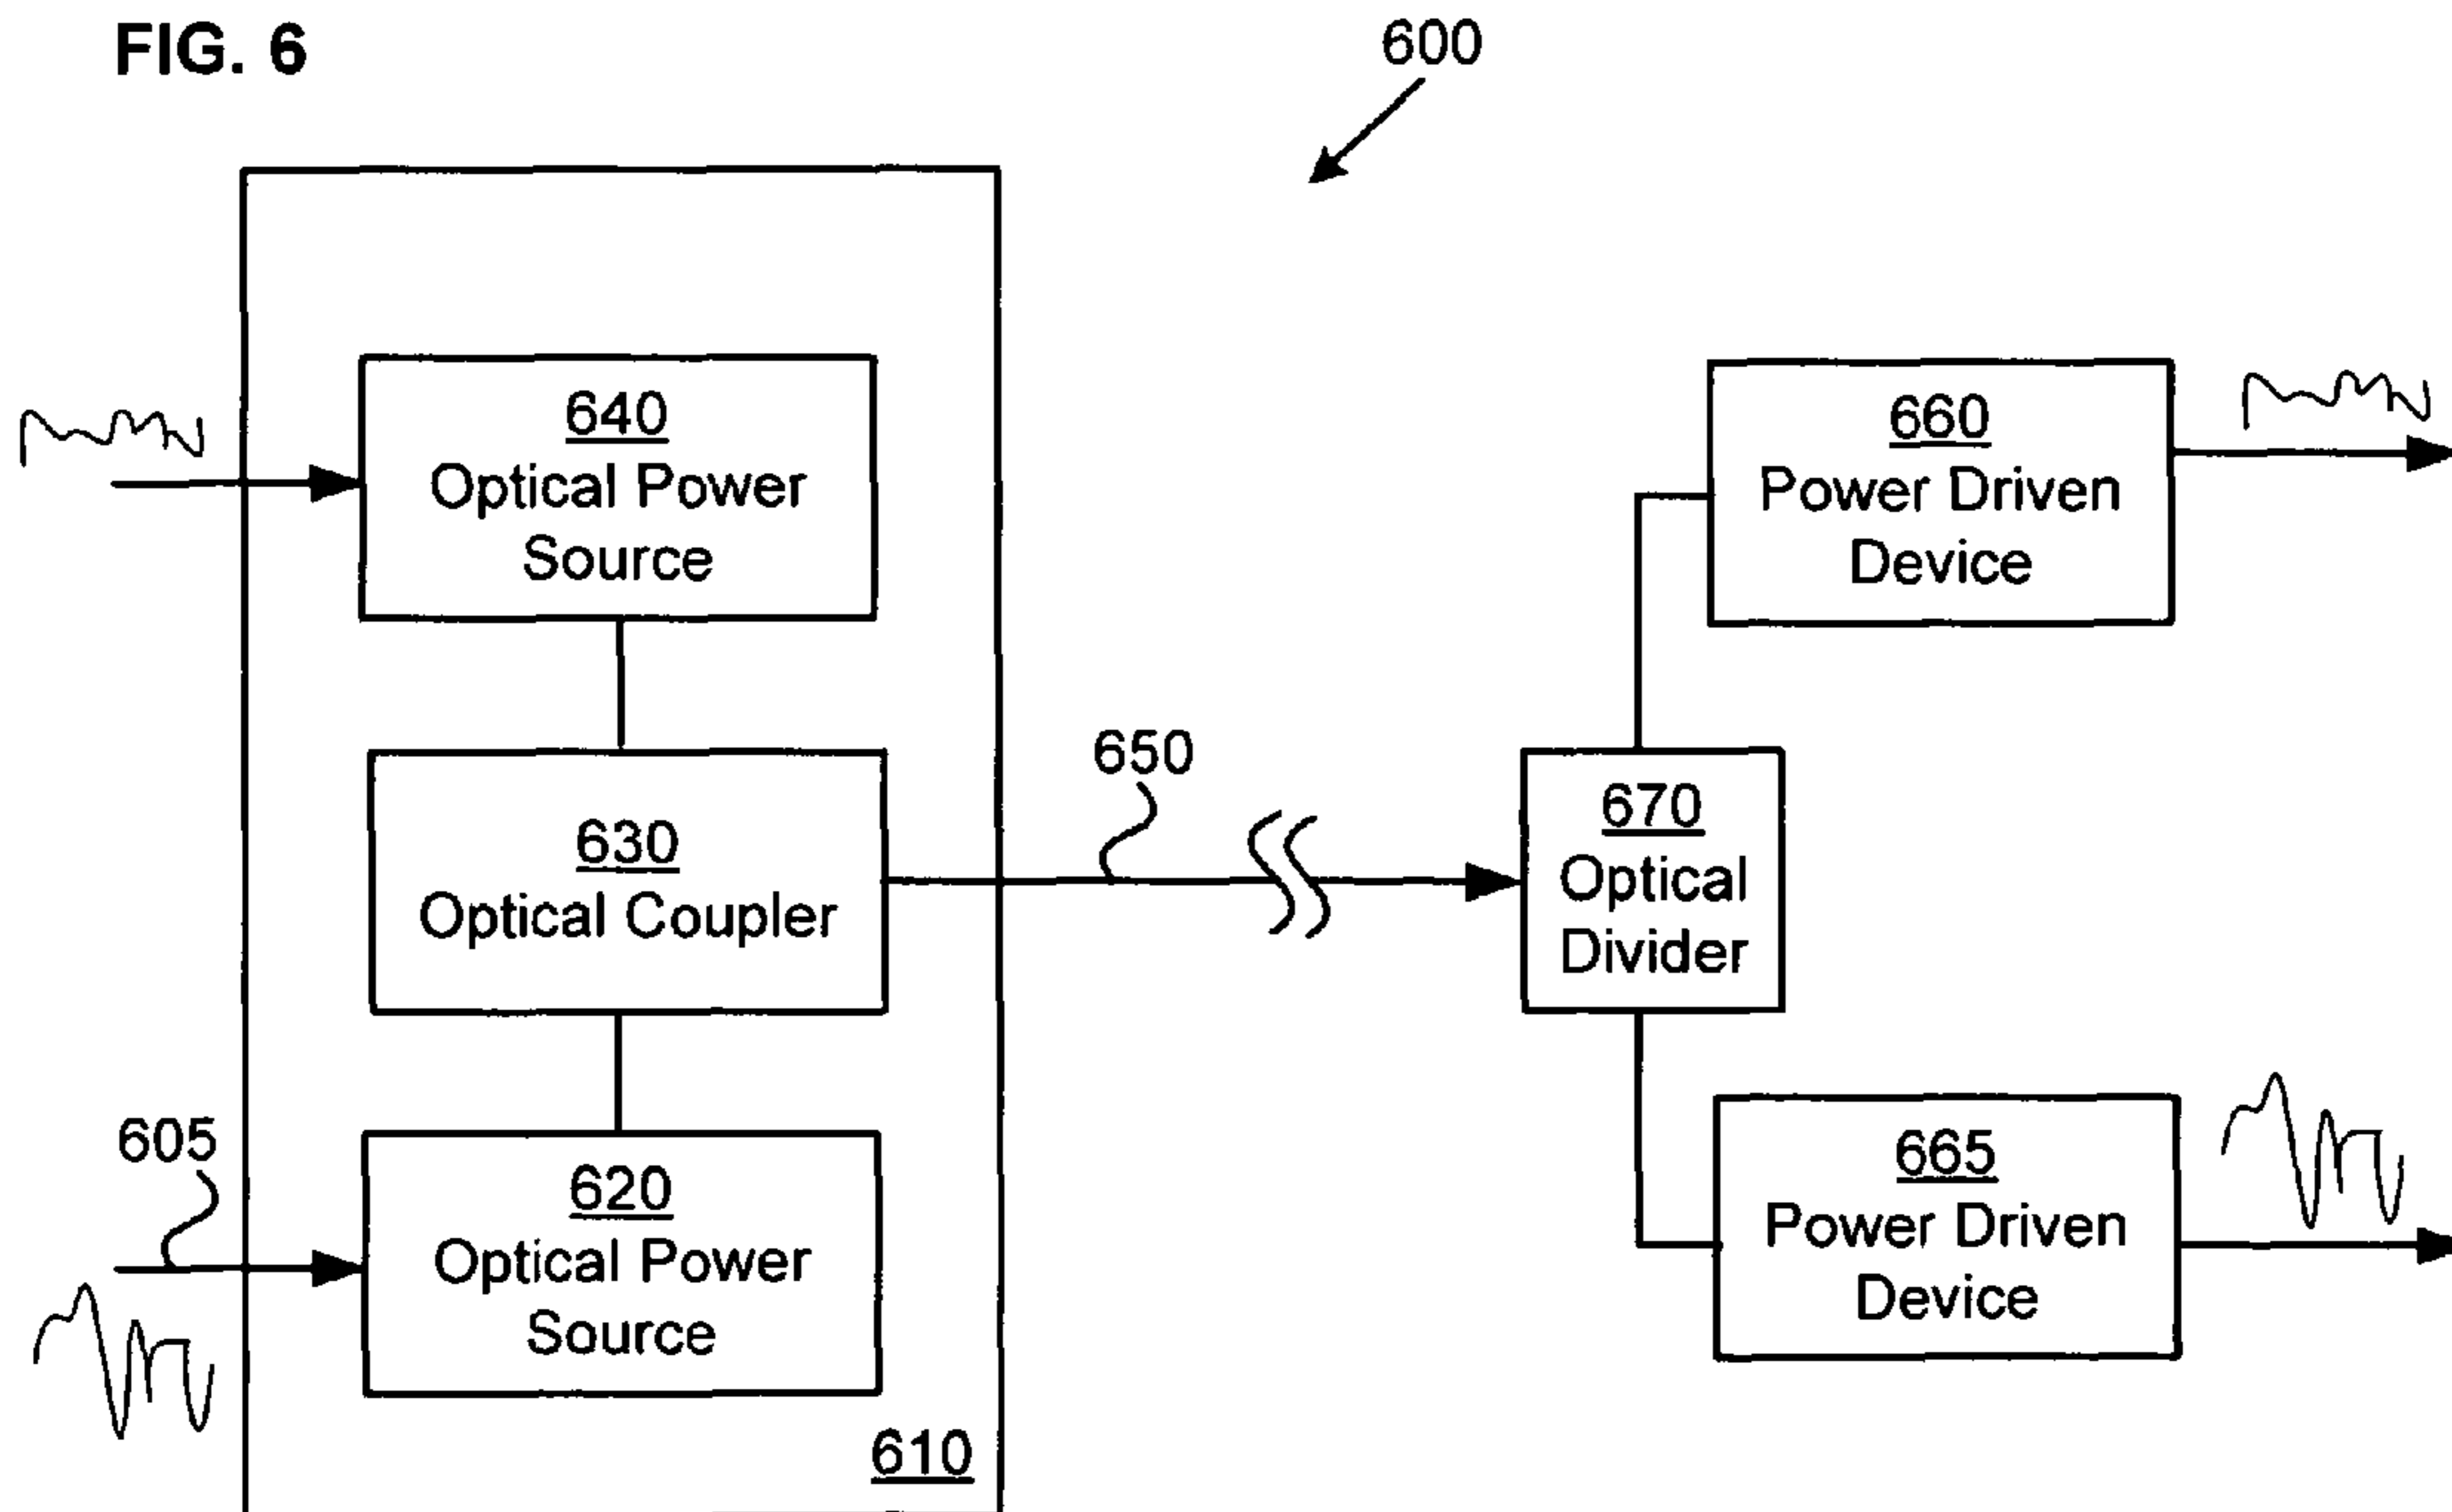 FIG. 6
600
640
Optical Power
Source
660
Power Driven
Device
650
630
Optical Coupler
670
Optical
Divider
605
620
Optical Power
Source
665
Power Driven
Device
610